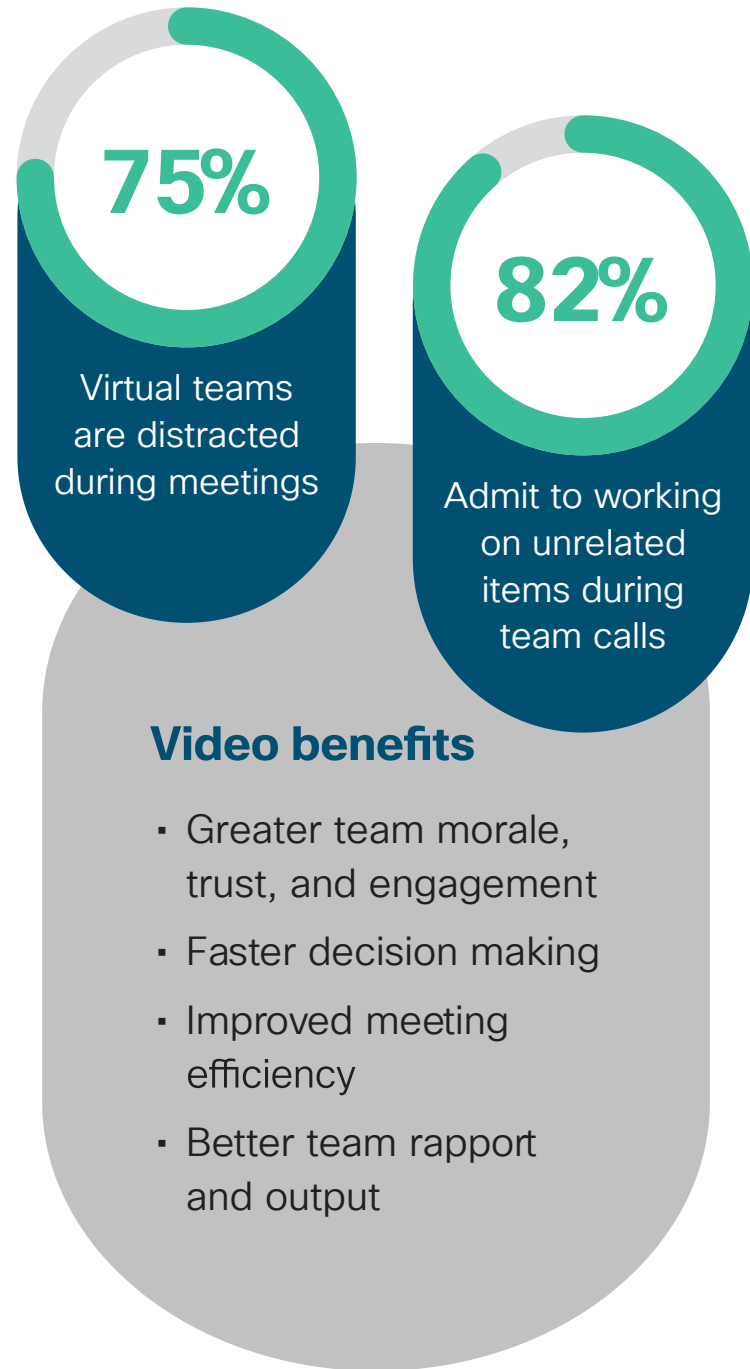 75%
Virtual teams
are distracted
during meetings
82%
Admit to working
on unrelated
items during
team calls
Video benefits
▪ Greater team morale,
trust, and engagement
▪ Faster decision making
▪ Improved meeting
efficiency
▪ Better team rapport
and output